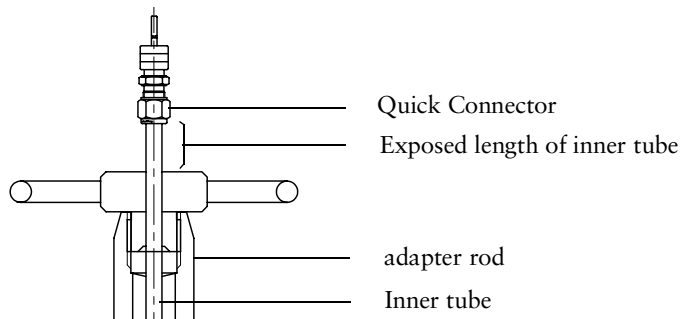 Quick Connector
Exposed length of inner tube
adapter rod
Inner tube